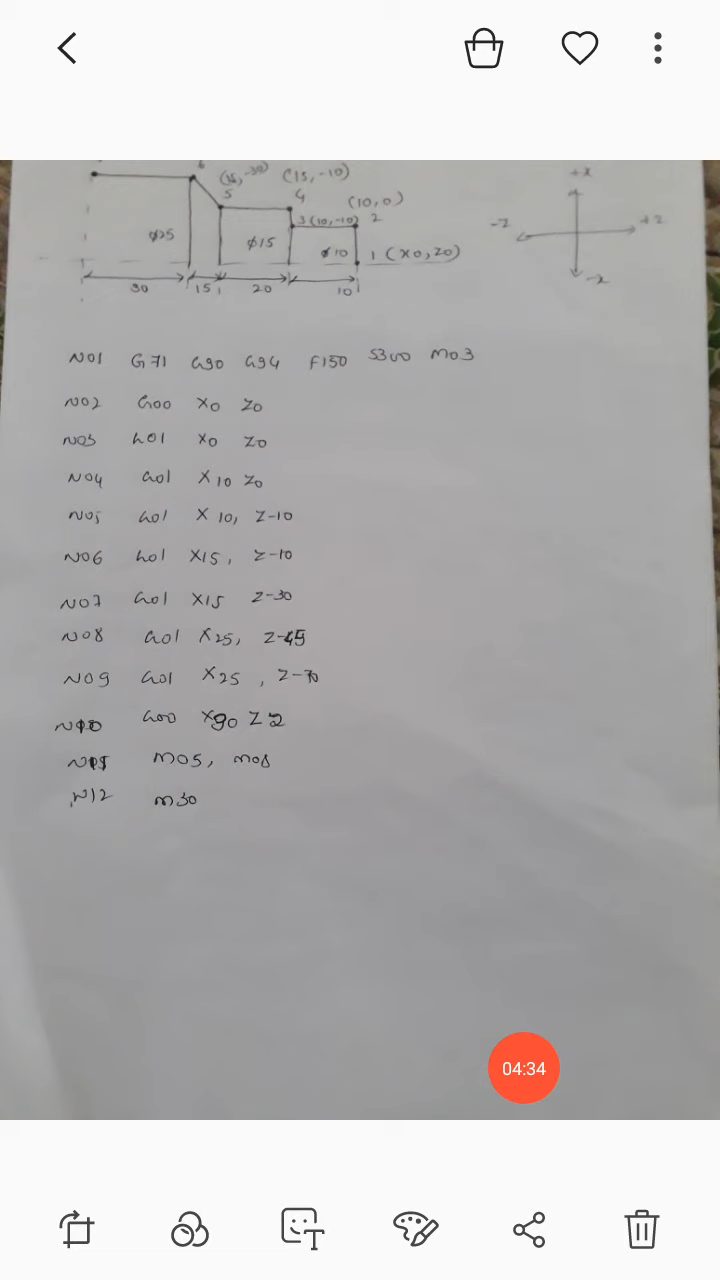 (15,-30) (15,-10)
+x
5 4 (10,0)
3 (10,-10) 2
-z +z
φ25 φ15 φ10 1 (x0, z0)
-x
30 15 20 10
N01 G71 G90 G94 F150 S300 M03
N02 G00 X0 Z0
N03 G01 X0 Z0
N04 G01 X10 Z0
N05 G01 X10, Z-10
N06 G01 X15, Z-10
N07 G01 X15 Z-30
N08 G01 X25, Z-45
N09 G01 X25, Z-70
N10 G00 X90 Z2
N11 M05, M08
N12 M30
04:34
T